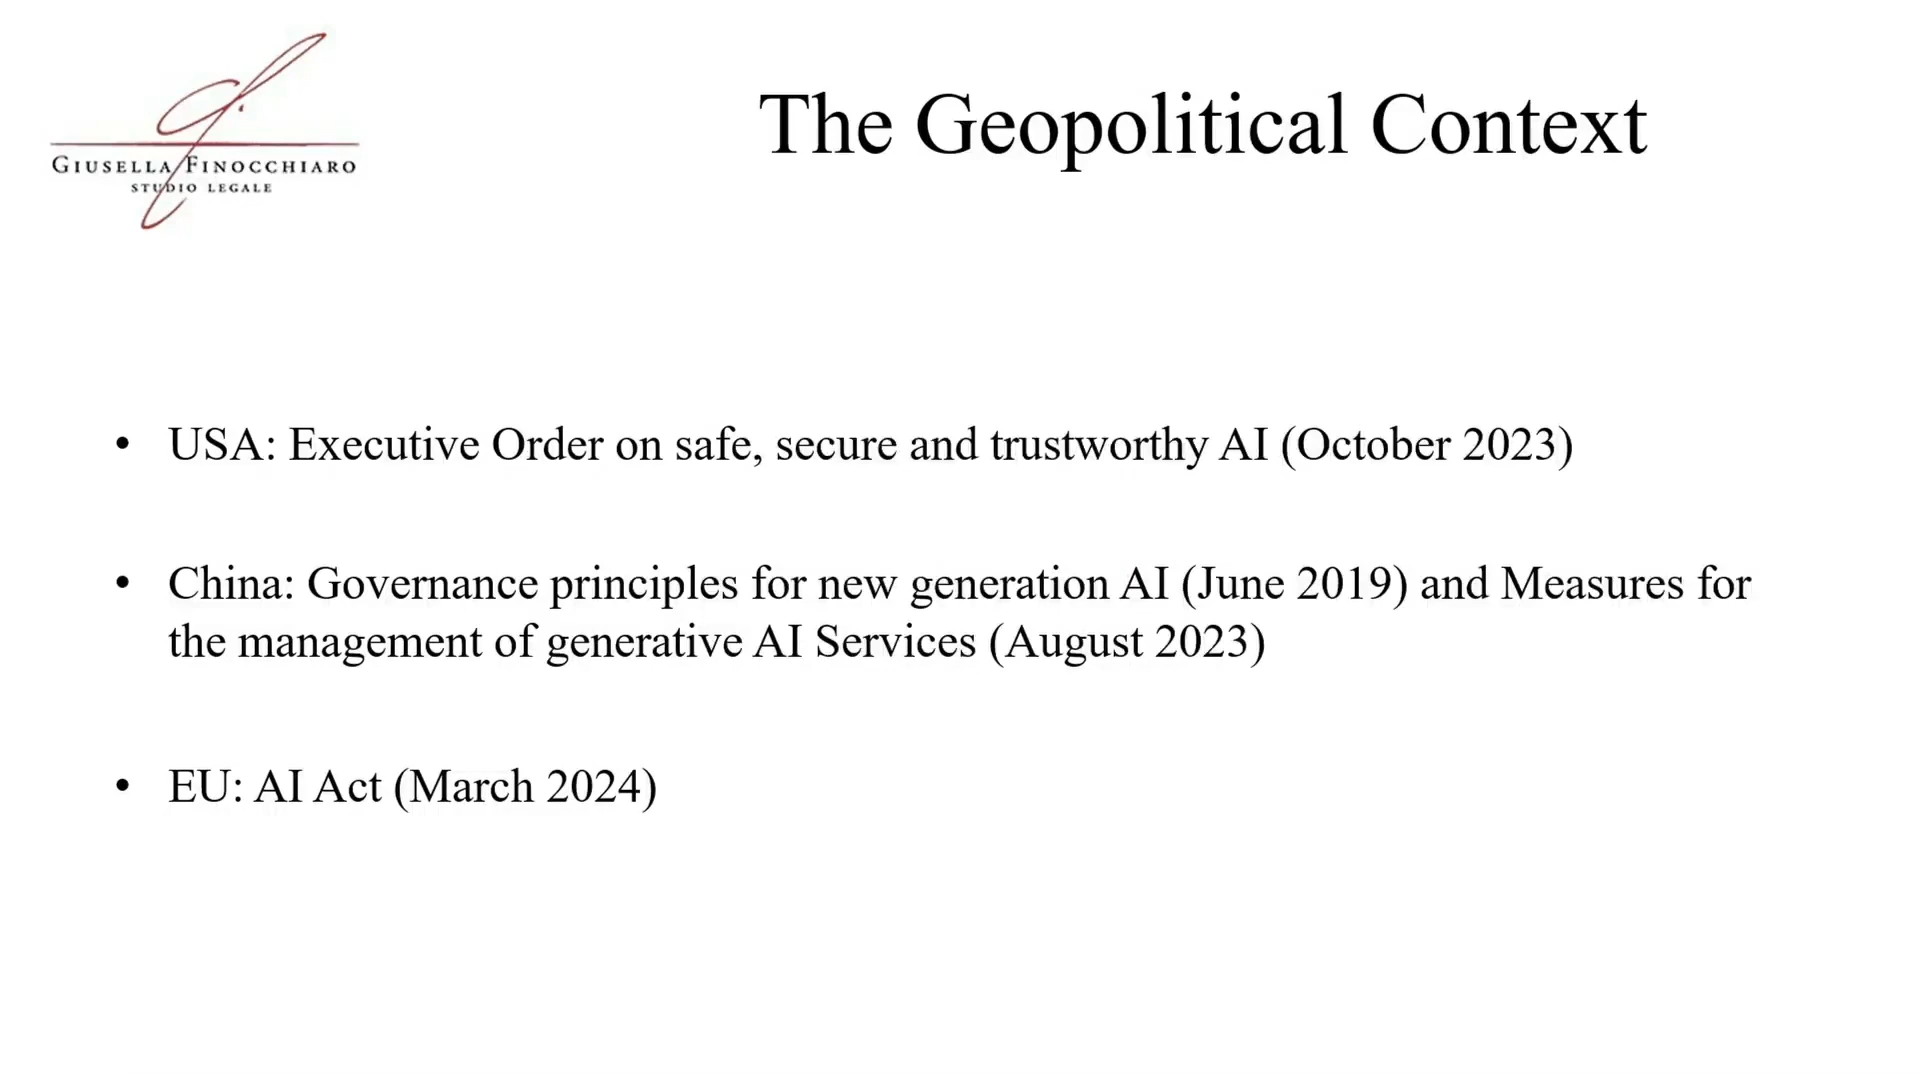 GIUSELLA FINOCCHIARO
STUDIO LEGALE
The Geopolitical Context
• USA: Executive Order on safe, secure and trustworthy AI (October 2023)
• China: Governance principles for new generation AI (June 2019) and Measures for
the management of generative AI Services (August 2023)
• EU: AI Act (March 2024)